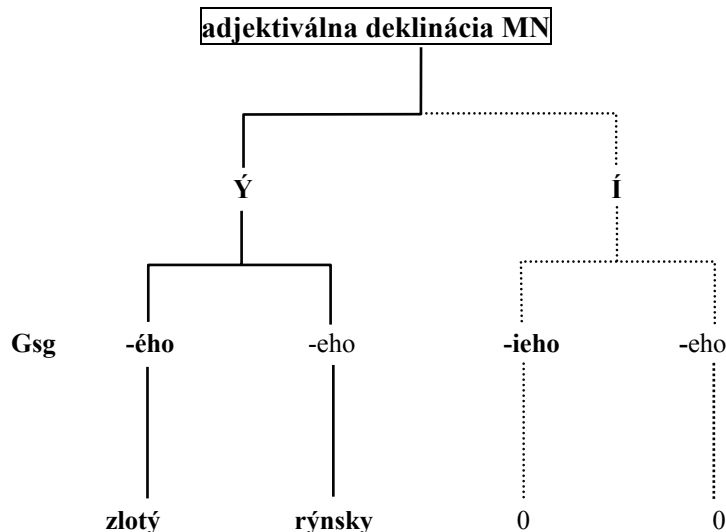 adjektiválna deklinácia MN
Ý Í
Gsg -ého -eho -ieho -eho
zlotý rýnsky 0 0